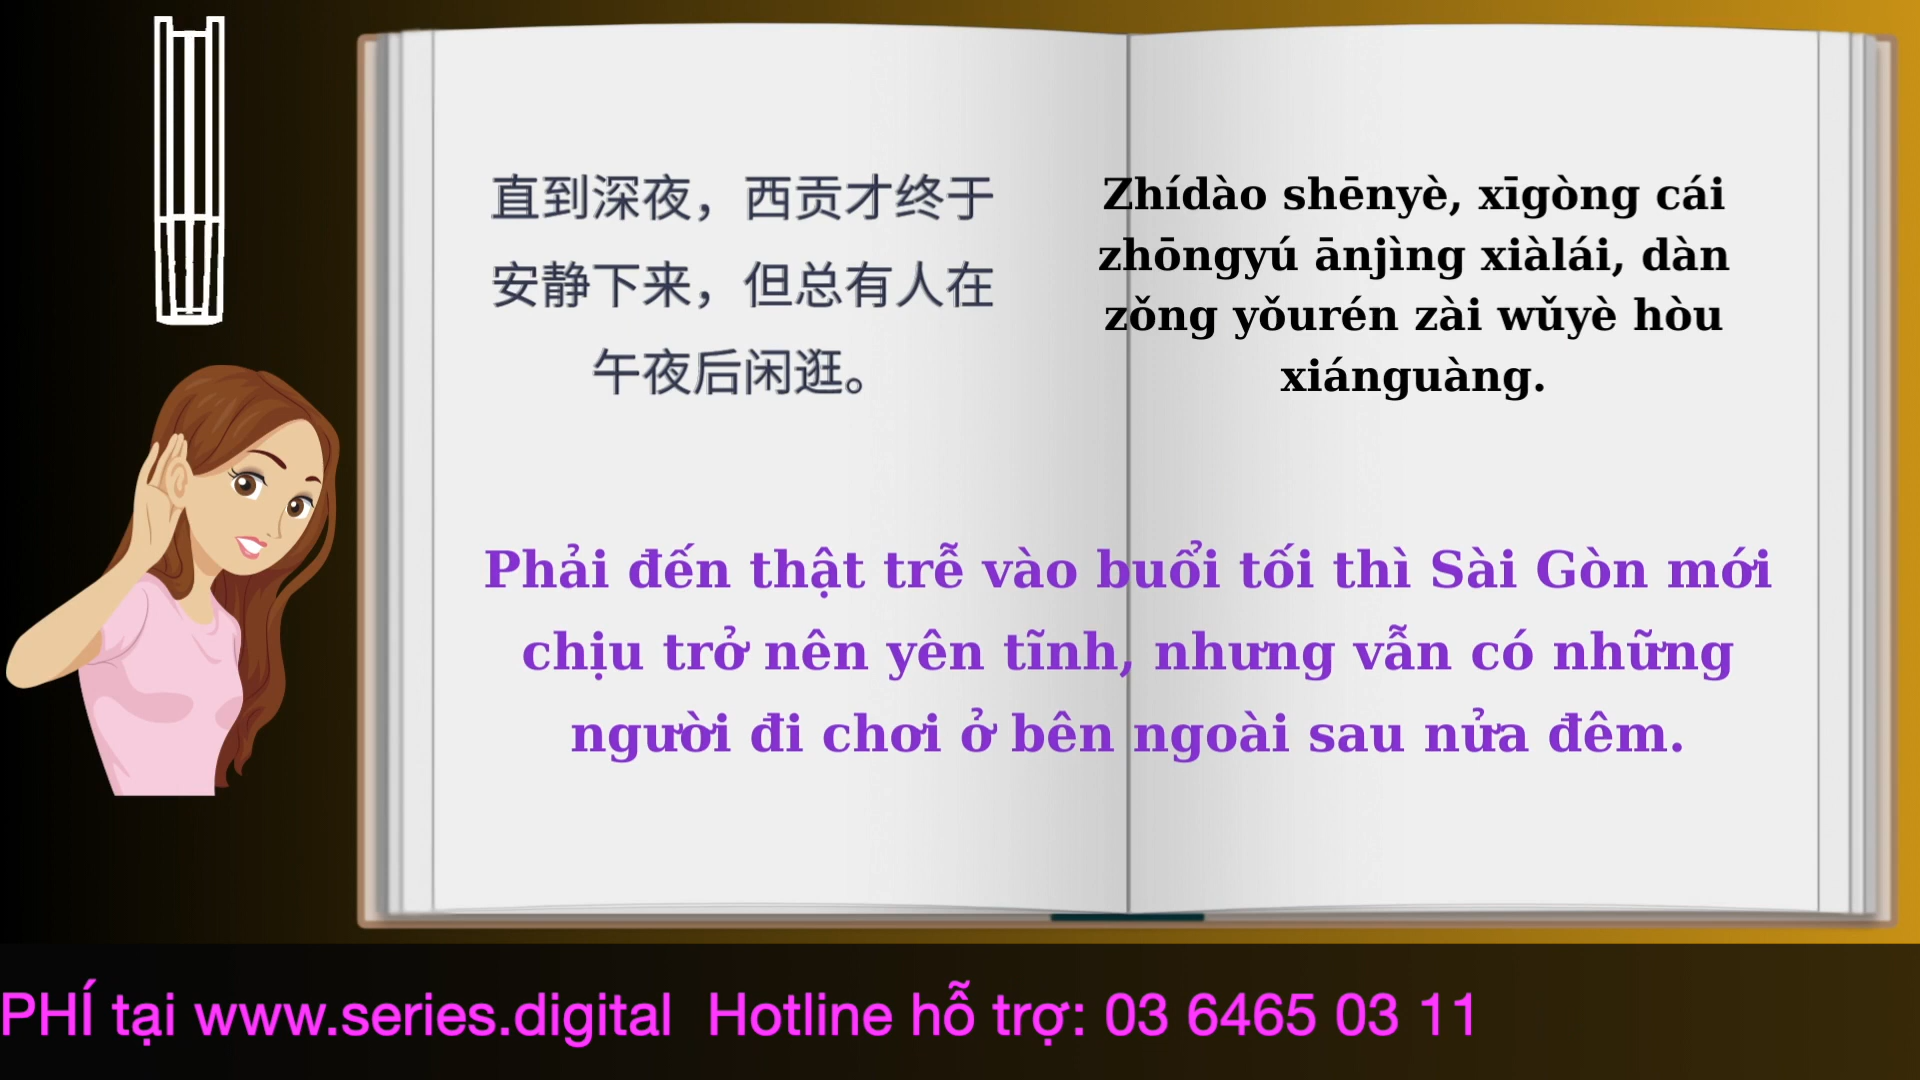 直到深夜，西贡才终于
安静下来，但总有人在
午夜后闲逛。
Zhídào shēnyè, xīgòng cái
zhōngyú ānjìng xiàlái, dàn
zǒng yǒurén zài wǔyè hòu
xiánguàng.
Phải đến thật trễ vào buổi tối thì Sài Gòn mới
chịu trở nên yên tĩnh, nhưng vẫn có những
người đi chơi ở bên ngoài sau nửa đêm.
PHÍ tại www.series.digital  Hotline hỗ trợ: 03 6465 03 11